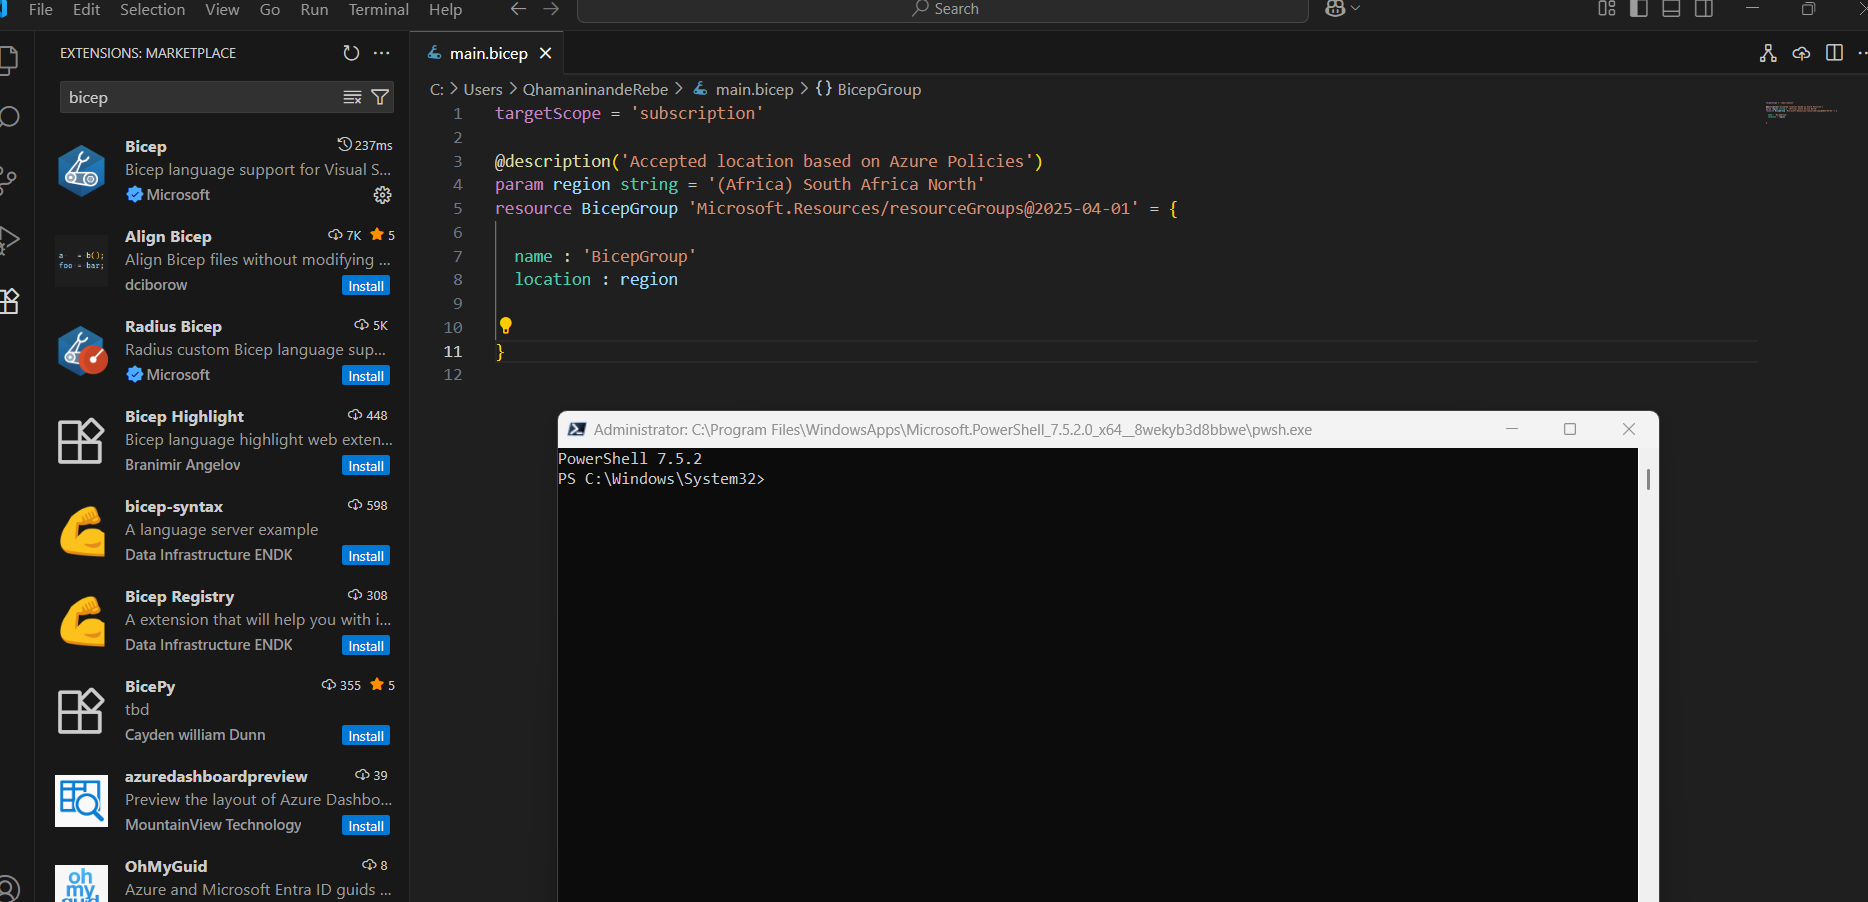 File Edit Selection View Go Run Terminal Help
Search
EXTENSIONS: MARKETPLACE
bicep
Bicep 237ms
Bicep language support for Visual S...
Microsoft
Align Bicep 7K 5
Align Bicep files without modifying ...
dciborow Install
a = b();
foo = bar;
Radius Bicep 5K
Radius custom Bicep language sup...
Microsoft Install
Bicep Highlight 448
Bicep language highlight web exten...
Branimir Angelov Install
bicep-syntax 598
A language server example
Data Infrastructure ENDK Install
Bicep Registry 308
A extension that will help you with i...
Data Infrastructure ENDK Install
BicePy 355 5
tbd
Cayden william Dunn Install
azuredashboardpreview 39
Preview the layout of Azure Dashbo...
MountainView Technology Install
OhMyGuid 8
Azure and Microsoft Entra ID guids ...
oh
my
guid
main.bicep
C: > Users > QhamaninandeRebe > main.bicep > {} BicepGroup
1 targetScope = 'subscription'
2
3 @description('Accepted location based on Azure Policies')
4 param region string = '(Africa) South Africa North'
5 resource BicepGroup 'Microsoft.Resources/resourceGroups@2025-04-01' = {
6
7 name : 'BicepGroup'
8 location : region
9
10
11 }
12
Administrator: C:\Program Files\WindowsApps\Microsoft.PowerShell_7.5.2.0_x64__8wekyb3d8bbwe\pwsh.exe
PowerShell 7.5.2
PS C:\Windows\System32>